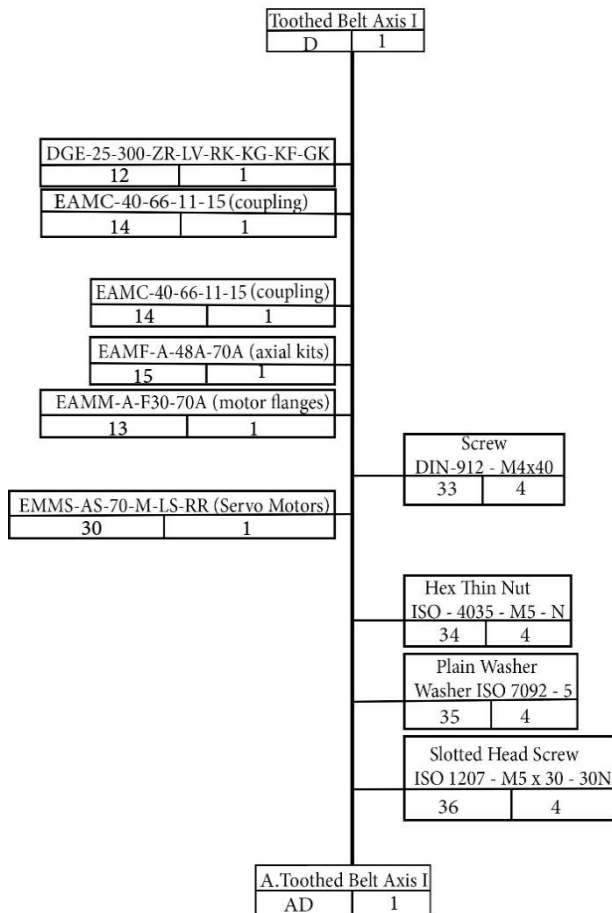 Toothed Belt Axis I
D 1
DGE-25-300-ZR-LV-RK-KG-KF-GK
12 1
EAMC-40-66-11-15 (coupling)
14 1
EAMC-40-66-11-15 (coupling)
14 1
EAMF-A-48A-70A (axial kits)
15 1
EAMM-A-F30-70A (motor flanges)
13 1
Screw
DIN-912 - M4x40
33 4
EMMS-AS-70-M-LS-RR (Servo Motors)
30 1
Hex Thin Nut
ISO - 4035 - M5 - N
34 4
Plain Washer
Washer ISO 7092 - 5
35 4
Slotted Head Screw
ISO 1207 - M5 x 30 - 30N
36 4
A.Toothed Belt Axis I
AD 1